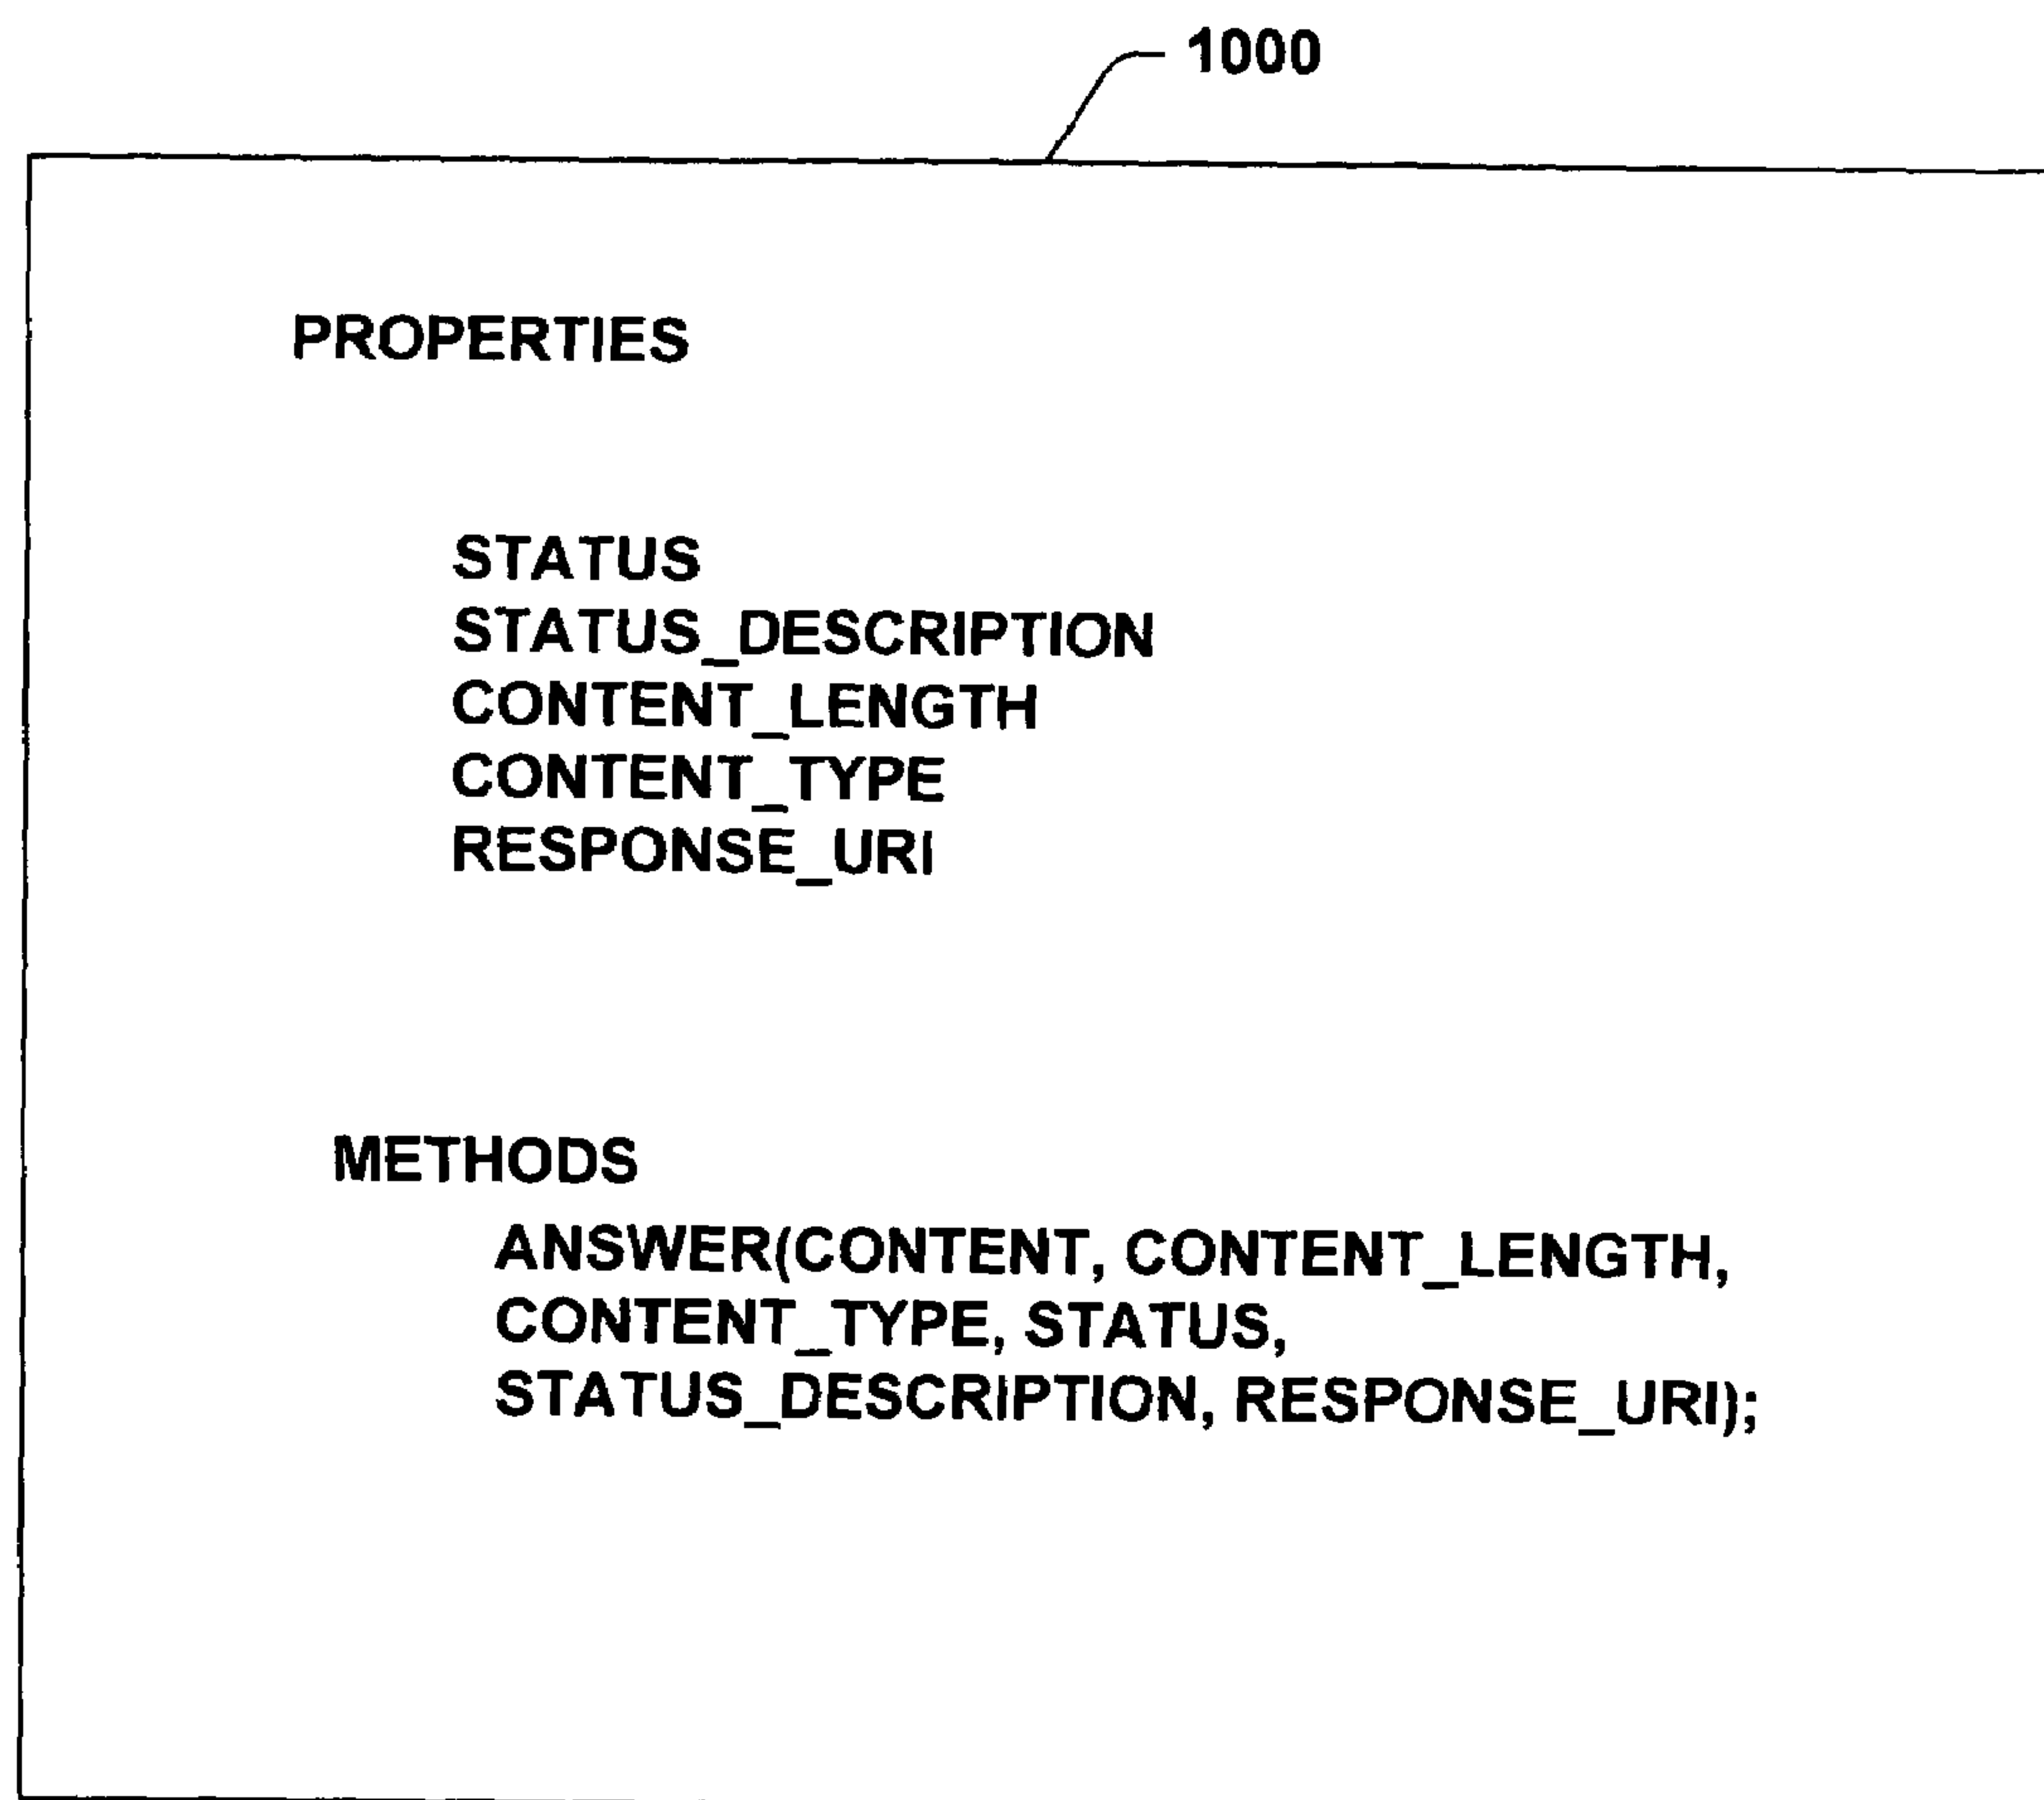 1000
PROPERTIES
STATUS
STATUS_DESCRIPTION
CONTENT_LENGTH
CONTENT_TYPE
RESPONSE_URI
METHODS
ANSWER(CONTENT, CONTENT_LENGTH,
CONTENT_TYPE, STATUS,
STATUS_DESCRIPTION, RESPONSE_URI);